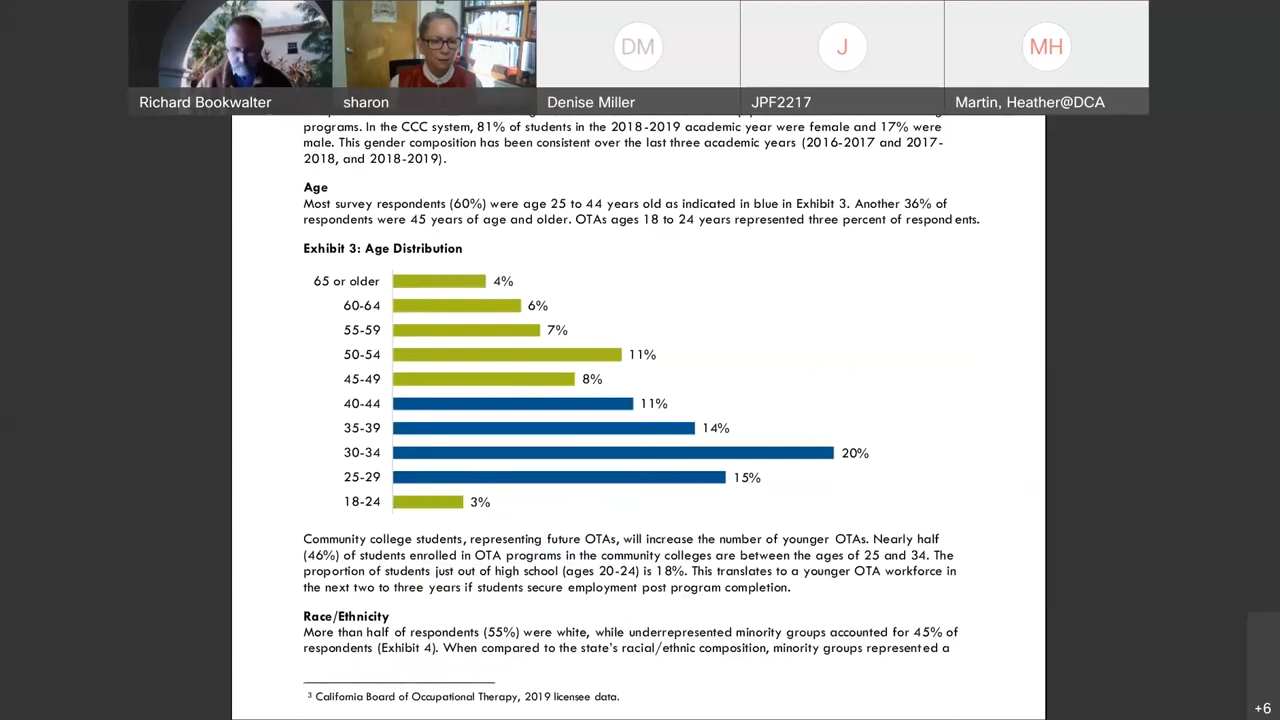 DM
J
MH
Richard Bookwalter
sharon
Denise Miller
JPF2217
Martin, Heather@DCA
programs. In the CCC system, 81% of students in the 2018-2019 academic year were female and 17% were
male. This gender composition has been consistent over the last three academic years (2016-2017 and 2017-
2018, and 2018-2019).
Age
Most survey respondents (60%) were age 25 to 44 years old as indicated in blue in Exhibit 3. Another 36% of
respondents were 45 years of age and older. OTAs ages 18 to 24 years represented three percent of respondents.
Exhibit 3: Age Distribution
65 or older 4%
60-64 6%
55-59 7%
50-54 11%
45-49 8%
40-44 11%
35-39 14%
30-34 20%
25-29 15%
18-24 3%
Community college students, representing future OTAs, will increase the number of younger OTAs. Nearly half
(46%) of students enrolled in OTA programs in the community colleges are between the ages of 25 and 34. The
proportion of students just out of high school (ages 20-24) is 18%. This translates to a younger OTA workforce in
the next two to three years if students secure employment post program completion.
Race/Ethnicity
More than half of respondents (55%) were white, while underrepresented minority groups accounted for 45% of
respondents (Exhibit 4). When compared to the state's racial/ethnic composition, minority groups represented a
3 California Board of Occupational Therapy, 2019 licensee data.
+6